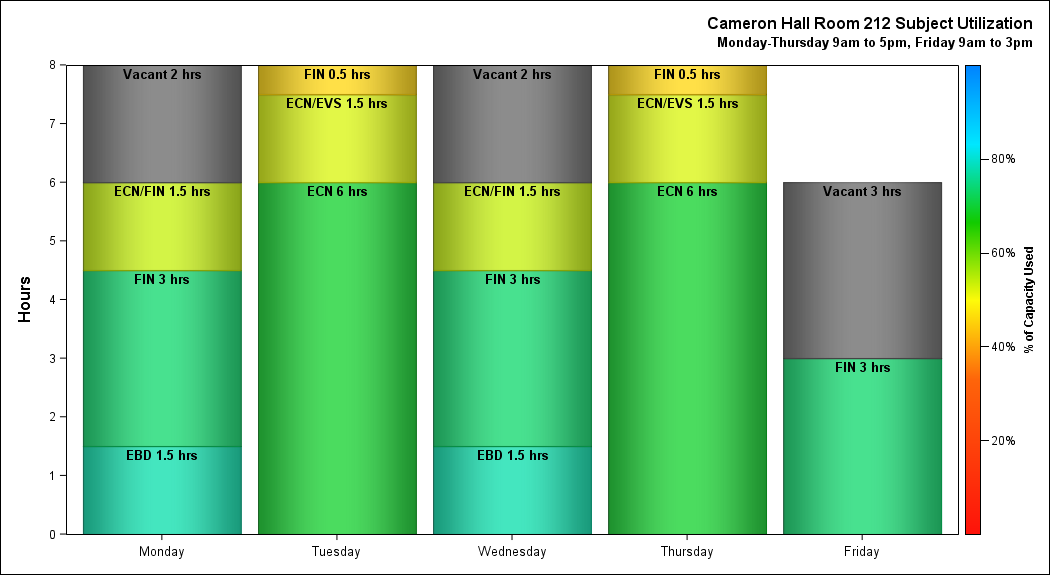 Cameron Hall Room 212 Subject Utilization
Monday-Thursday 9am to 5pm, Friday 9am to 3pm
Hours
8
7
6
5
4
3
2
1
0
Vacant 2 hrs
ECN/FIN 1.5 hrs
FIN 3 hrs
EBD 1.5 hrs
FIN 0.5 hrs
ECN/EVS 1.5 hrs
ECN 6 hrs
Vacant 2 hrs
ECN/FIN 1.5 hrs
FIN 3 hrs
EBD 1.5 hrs
FIN 0.5 hrs
ECN/EVS 1.5 hrs
ECN 6 hrs
Vacant 3 hrs
FIN 3 hrs
Monday
Tuesday
Wednesday
Thursday
Friday
80%
60%
40%
20%
% of Capacity Used